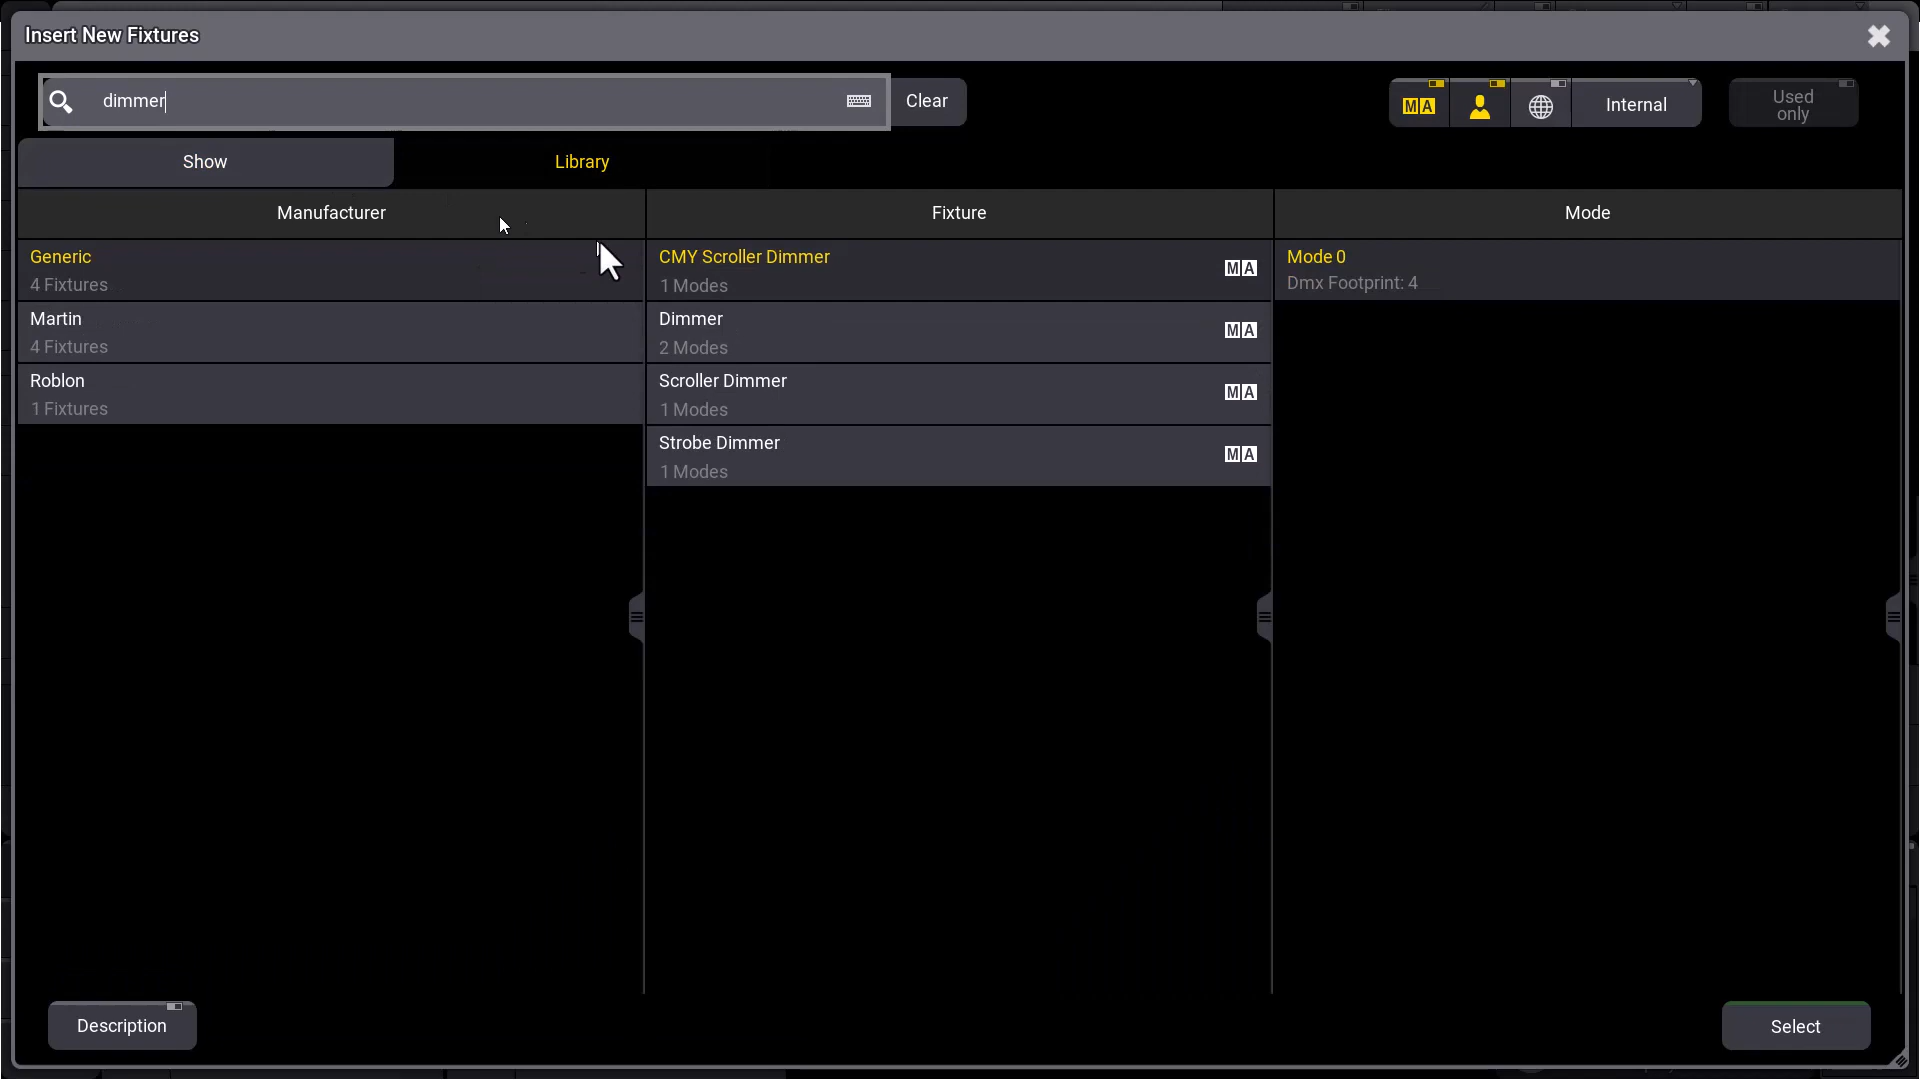 Insert New Fixtures
dimmer
Clear
MA
Internal
Used
only
Show
Library
Manufacturer
Fixture
Mode
Generic
4 Fixtures
Martin
4 Fixtures
Roblon
1 Fixtures
CMY Scroller Dimmer
1 Modes
MA
Dimmer
2 Modes
MA
Scroller Dimmer
1 Modes
MA
Strobe Dimmer
1 Modes
MA
Mode 0
Dmx Footprint: 4
Description
Select